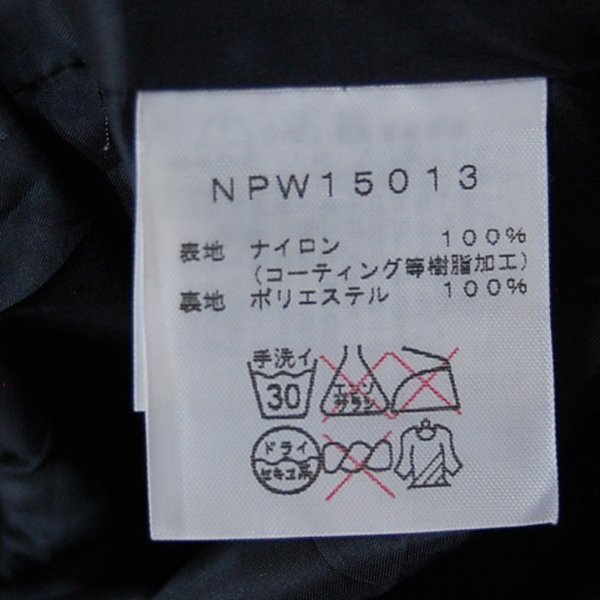 NPW15013
表地 ナイロン 100%
(コーティング等樹脂加工)
裏地 ポリエステル 100%
手洗イ
30
エンソ
サラシ
ドライ
セキユ系